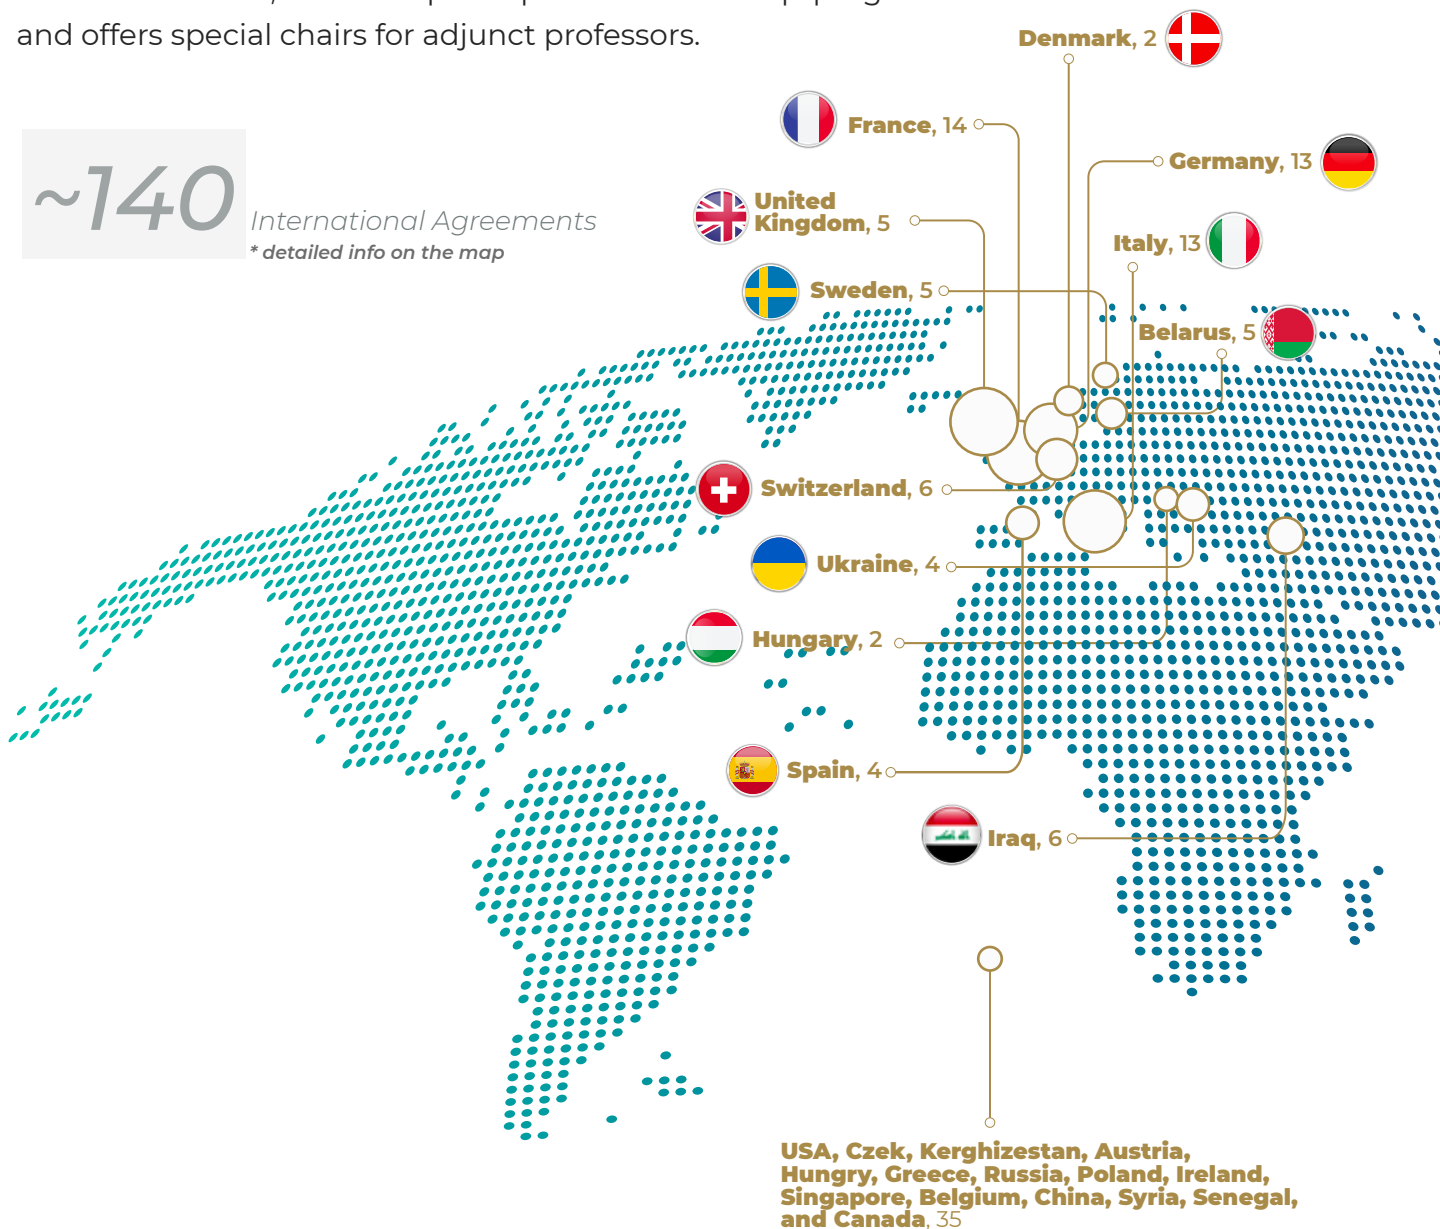 and offers special chairs for adjunct professors.
~140
International Agreements
* detailed info on the map
Denmark, 2
France, 14
Germany, 13
United
Kingdom, 5
Italy, 13
Sweden, 5
Belarus, 5
Switzerland, 6
Ukraine, 4
Hungary, 2
Spain, 4
Iraq, 6
USA, Czek, Kerghizestan, Austria,
Hungry, Greece, Russia, Poland, Ireland,
Singapore, Belgium, China, Syria, Senegal,
and Canada, 35